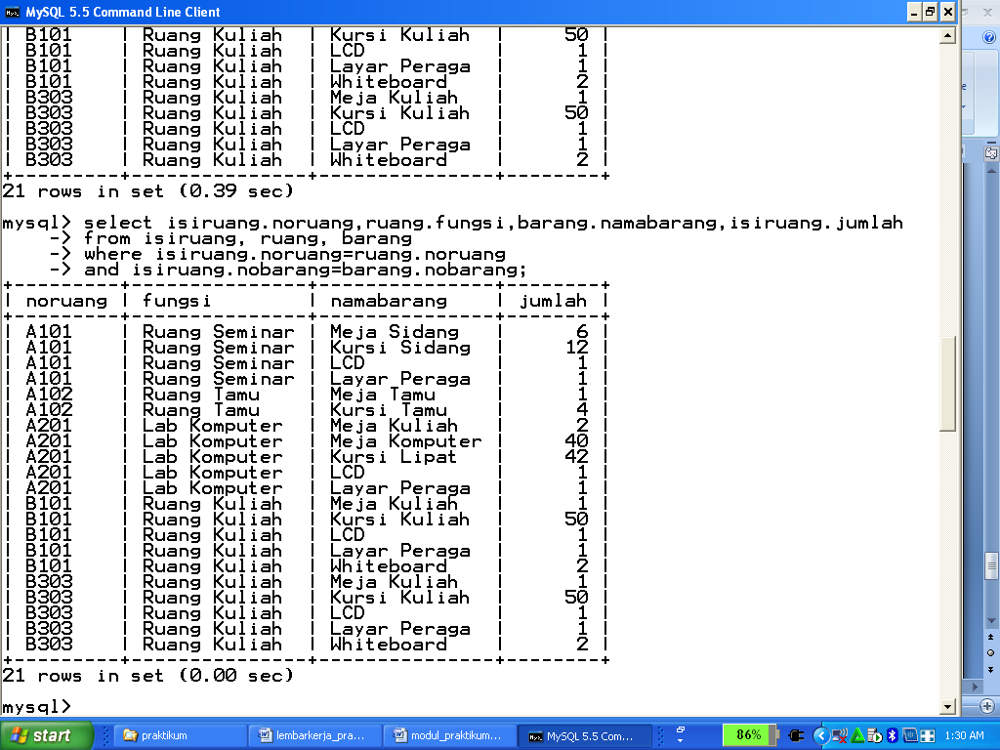 MySQL 5.5 Command Line Client
| B101 | Ruang Kuliah | Kursi Kuliah | 50 |
| B101 | Ruang Kuliah | LCD | 1 |
| B101 | Ruang Kuliah | Layar Peraga | 1 |
| B101 | Ruang Kuliah | Whiteboard | 2 |
| B303 | Ruang Kuliah | Meja Kuliah | 1 |
| B303 | Ruang Kuliah | Kursi Kuliah | 50 |
| B303 | Ruang Kuliah | LCD | 1 |
| B303 | Ruang Kuliah | Layar Peraga | 1 |
| B303 | Ruang Kuliah | Whiteboard | 2 |
+---------+---------------+---------------+--------+
21 rows in set (0.39 sec)
mysql> select isiruang.noruang,ruang.fungsi,barang.namabarang,isiruang.jumlah
-> from isiruang, ruang, barang
-> where isiruang.noruang=ruang.noruang
-> and isiruang.nobarang=barang.nobarang;
+---------+---------------+---------------+--------+
| noruang | fungsi | namabarang | jumlah |
+---------+---------------+---------------+--------+
| A101 | Ruang Seminar | Meja Sidang | 6 |
| A101 | Ruang Seminar | Kursi Sidang | 12 |
| A101 | Ruang Seminar | LCD | 1 |
| A101 | Ruang Seminar | Layar Peraga | 1 |
| A102 | Ruang Tamu | Meja Tamu | 1 |
| A102 | Ruang Tamu | Kursi Tamu | 4 |
| A201 | Lab Komputer | Meja Kuliah | 2 |
| A201 | Lab Komputer | Meja Komputer | 40 |
| A201 | Lab Komputer | Kursi Lipat | 42 |
| A201 | Lab Komputer | LCD | 1 |
| A201 | Lab Komputer | Layar Peraga | 1 |
| B101 | Ruang Kuliah | Meja Kuliah | 1 |
| B101 | Ruang Kuliah | Kursi Kuliah | 50 |
| B101 | Ruang Kuliah | LCD | 1 |
| B101 | Ruang Kuliah | Layar Peraga | 1 |
| B101 | Ruang Kuliah | Whiteboard | 2 |
| B303 | Ruang Kuliah | Meja Kuliah | 1 |
| B303 | Ruang Kuliah | Kursi Kuliah | 50 |
| B303 | Ruang Kuliah | LCD | 1 |
| B303 | Ruang Kuliah | Layar Peraga | 1 |
| B303 | Ruang Kuliah | Whiteboard | 2 |
+---------+---------------+---------------+--------+
21 rows in set (0.00 sec)
mysql>
start praktikum lembarkerja_pra... modul_praktikum... MySQL 5.5 Com... 86% 1:30 AM